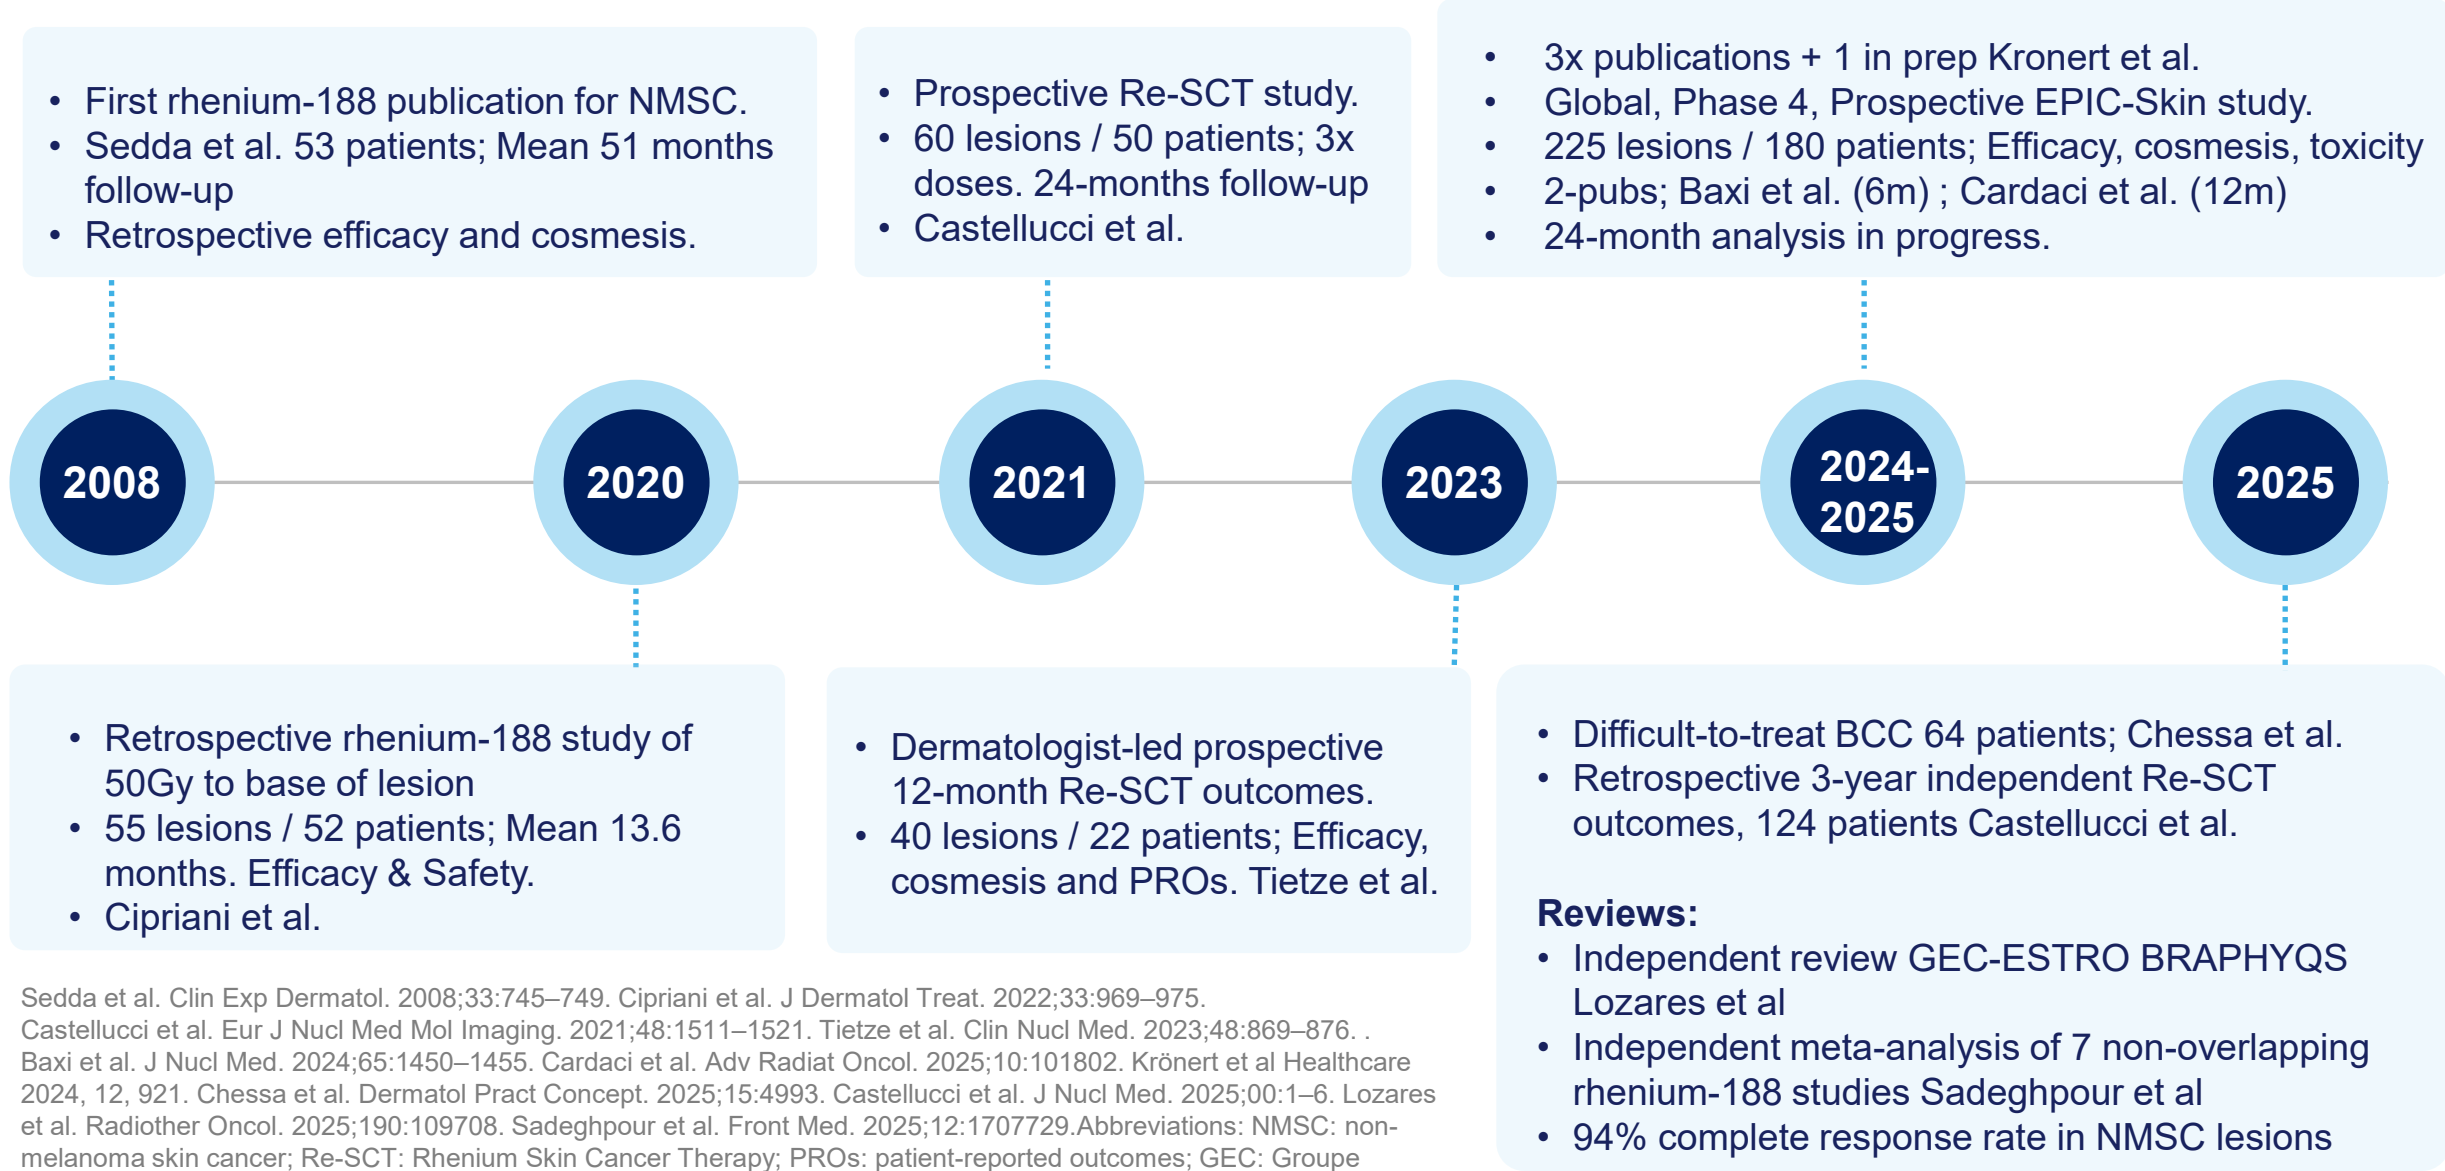 • First rhenium-188 publication for NMSC.
• Sedda et al. 53 patients; Mean 51 months
follow-up
• Retrospective efficacy and cosmesis.
• Prospective Re-SCT study.
• 60 lesions / 50 patients; 3x
doses. 24-months follow-up
• Castellucci et al.
• 3x publications + 1 in prep Kronert et al.
• Global, Phase 4, Prospective EPIC-Skin study.
• 225 lesions / 180 patients; Efficacy, cosmesis, toxicity
• 2-pubs; Baxi et al. (6m) ; Cardaci et al. (12m)
• 24-month analysis in progress.
2008
2020
2021
2023
2024-
2025
2025
• Retrospective rhenium-188 study of
50Gy to base of lesion
• 55 lesions / 52 patients; Mean 13.6
months. Efficacy & Safety.
• Cipriani et al.
• Dermatologist-led prospective
12-month Re-SCT outcomes.
• 40 lesions / 22 patients; Efficacy,
cosmesis and PROs. Tietze et al.
• Difficult-to-treat BCC 64 patients; Chessa et al.
• Retrospective 3-year independent Re-SCT
outcomes, 124 patients Castellucci et al.
Reviews:
• Independent review GEC-ESTRO BRAPHYQS
Lozares et al
• Independent meta-analysis of 7 non-overlapping
rhenium-188 studies Sadeghpour et al
• 94% complete response rate in NMSC lesions
Sedda et al. Clin Exp Dermatol. 2008;33:745–749. Cipriani et al. J Dermatol Treat. 2022;33:969–975.
Castellucci et al. Eur J Nucl Med Mol Imaging. 2021;48:1511–1521. Tietze et al. Clin Nucl Med. 2023;48:869–876. .
Baxi et al. J Nucl Med. 2024;65:1450–1455. Cardaci et al. Adv Radiat Oncol. 2025;10:101802. Krönert et al Healthcare
2024, 12, 921. Chessa et al. Dermatol Pract Concept. 2025;15:4993. Castellucci et al. J Nucl Med. 2025;00:1–6. Lozares
et al. Radiother Oncol. 2025;190:109708. Sadeghpour et al. Front Med. 2025;12:1707729.Abbreviations: NMSC: non-
melanoma skin cancer; Re-SCT: Rhenium Skin Cancer Therapy; PROs: patient-reported outcomes; GEC: Groupe